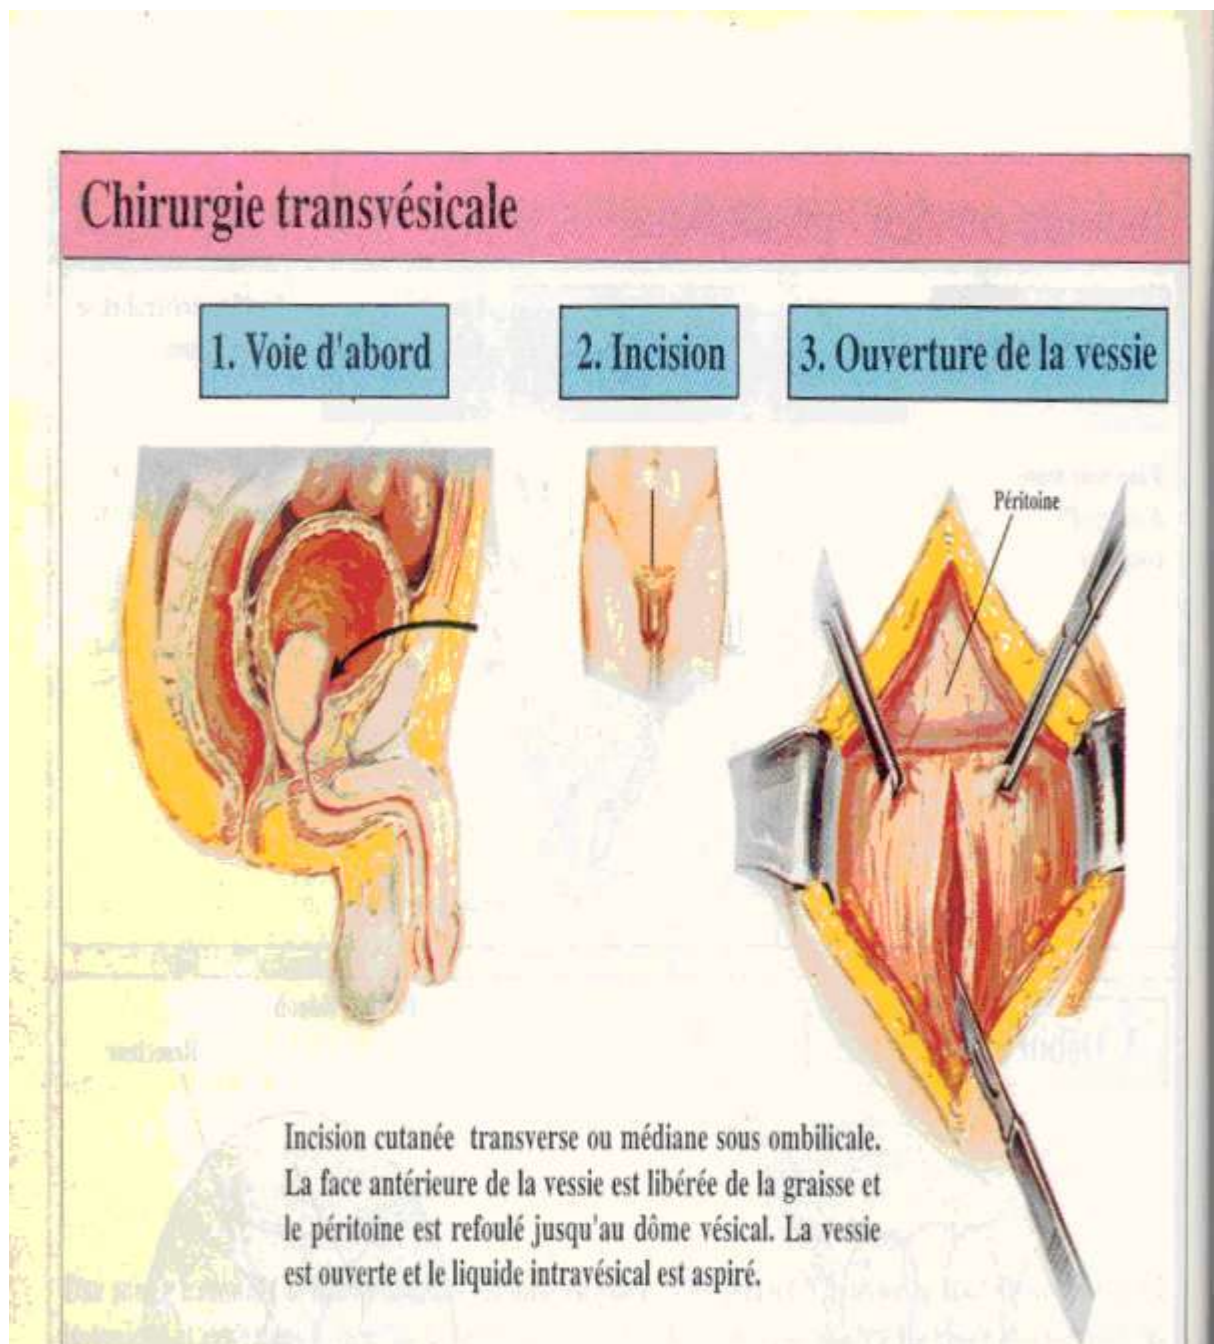 Chirurgie transvésicale
1. Voie d'abord
2. Incision
3. Ouverture de la vessie
Péritoine
Incision cutanée transverse ou médiane sous ombilicale.
La face antérieure de la vessie est libérée de la graisse et
le péritoine est refoulé jusqu'au dôme vésical. La vessie
est ouverte et le liquide intravésical est aspiré.